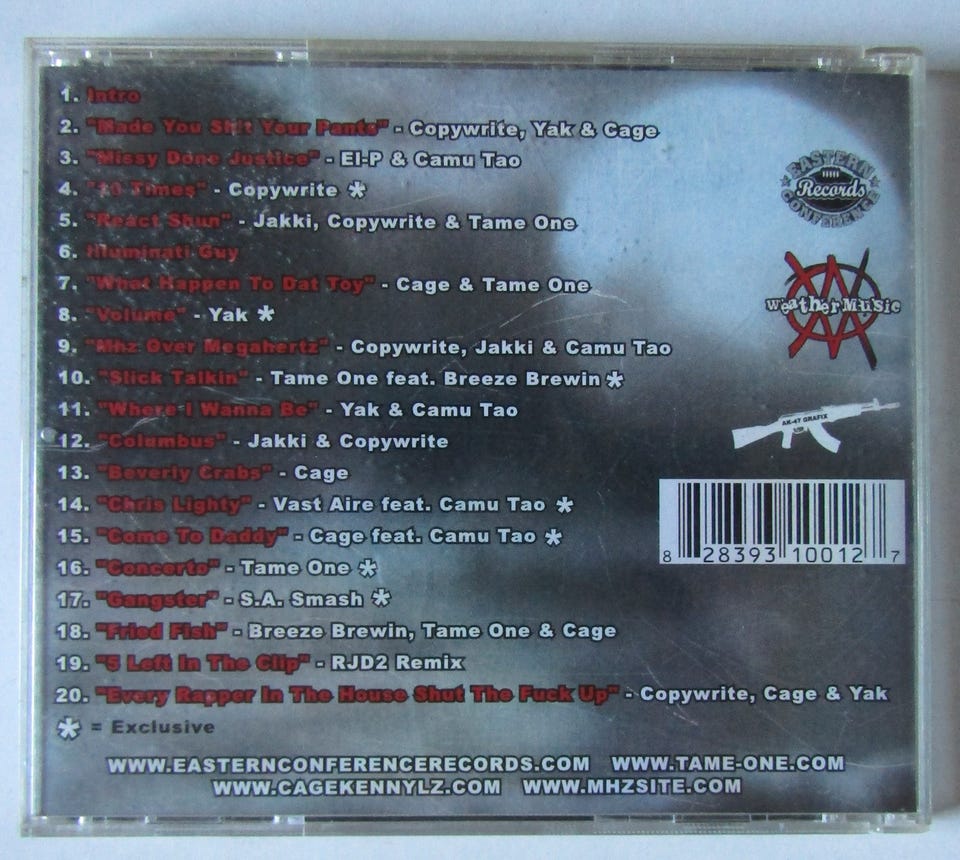 1. Intro
2. "Made You Shit Your Pants" - Copywrite, Yak & Cage
3. "Missy Done Justice" - El-P & Camu Tao
4. "10 Times" - Copywrite *
5. "React Shun" - Jakki, Copywrite & Tame One
6. Illuminati Guy
7. "What Happen To Dat Toy" - Cage & Tame One
8. "Volume" - Yak *
9. "Mhz Over Megahertz" - Copywrite, Jakki & Camu Tao
10. "Slick Talkin" - Tame One feat. Breeze Brewin *
11. "Where I Wanna Be" - Yak & Camu Tao
12. "Columbus" - Jakki & Copywrite
13. "Beverly Crabs" - Cage
14. "Chris Lighty" - Vast Aire feat. Camu Tao *
15. "Come To Daddy" - Cage feat. Camu Tao *
16. "Concerto" - Tame One *
17. "Gangster" - S.A. Smash *
18. "Fried Fish" - Breeze Brewin, Tame One & Cage
19. "5 Left In The Clip" - RJD2 Remix
20. "Every Rapper In The House Shut The Fuck Up" - Copywrite, Cage & Yak
* = Exclusive
EASTERN
Records
CONFERENCE
Weather Music
AK-47 GRAFIX
8 28393 10012 7
WWW.EASTERNCONFERENCERECORDS.COM WWW.TAME-ONE.COM
WWW.CAGEKENNYLZ.COM WWW.MHZSITE.COM